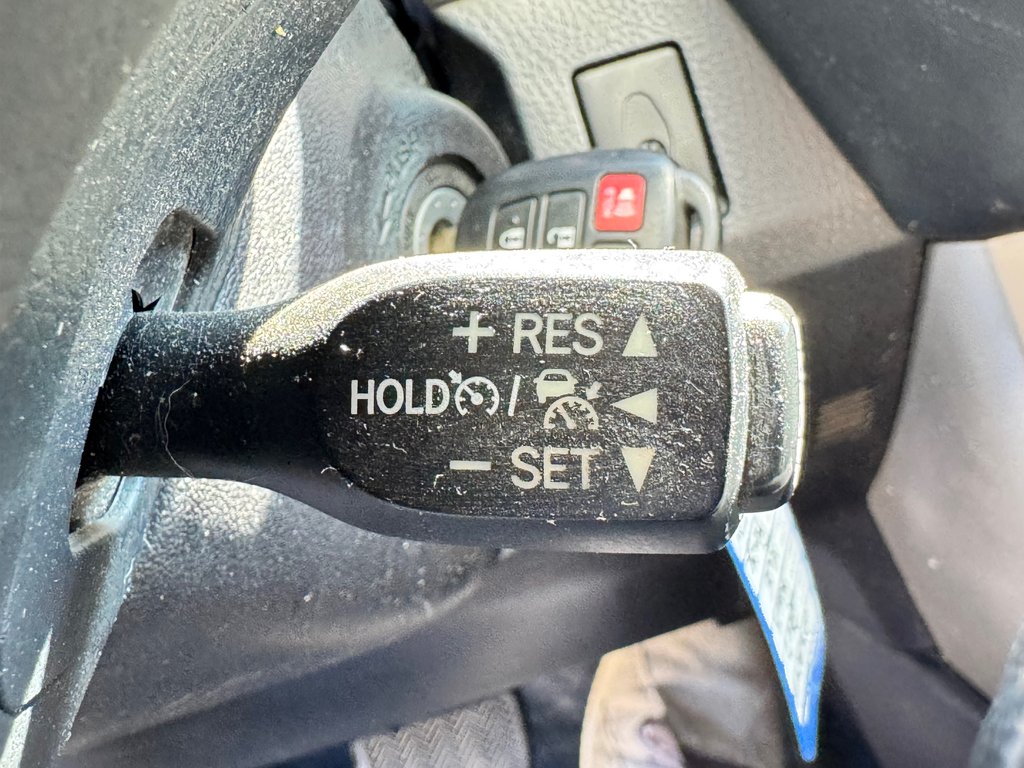 + RES
HOLD /
− SET